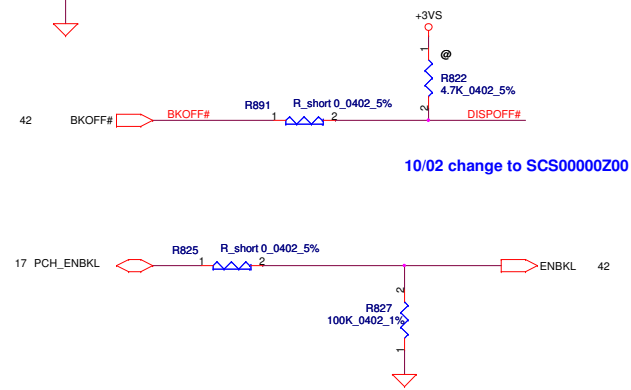 +3VS
1
@
R822
4.7K_0402_5%
2
42 BKOFF# BKOFF# R891 R_short 0_0402_5% 1 2 DISPOFF#
10/02 change to SCS00000Z00
17 PCH_ENBKL R825 R_short 0_0402_5% 1 2 ENBKL 42
2
R827
100K_0402_1%
1